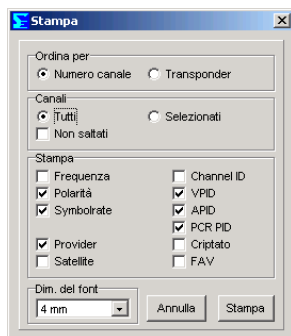 Stampa
Ordina per
Numero canale Transponder
Canali
Tutti Selezionati
Non saltati
Stampa
Frequenza Channel ID
Polarità VPID
Symbolrate APID
PCR PID
Provider Criptato
Satellite FAV
Dim. del font
4 mm Annulla Stampa